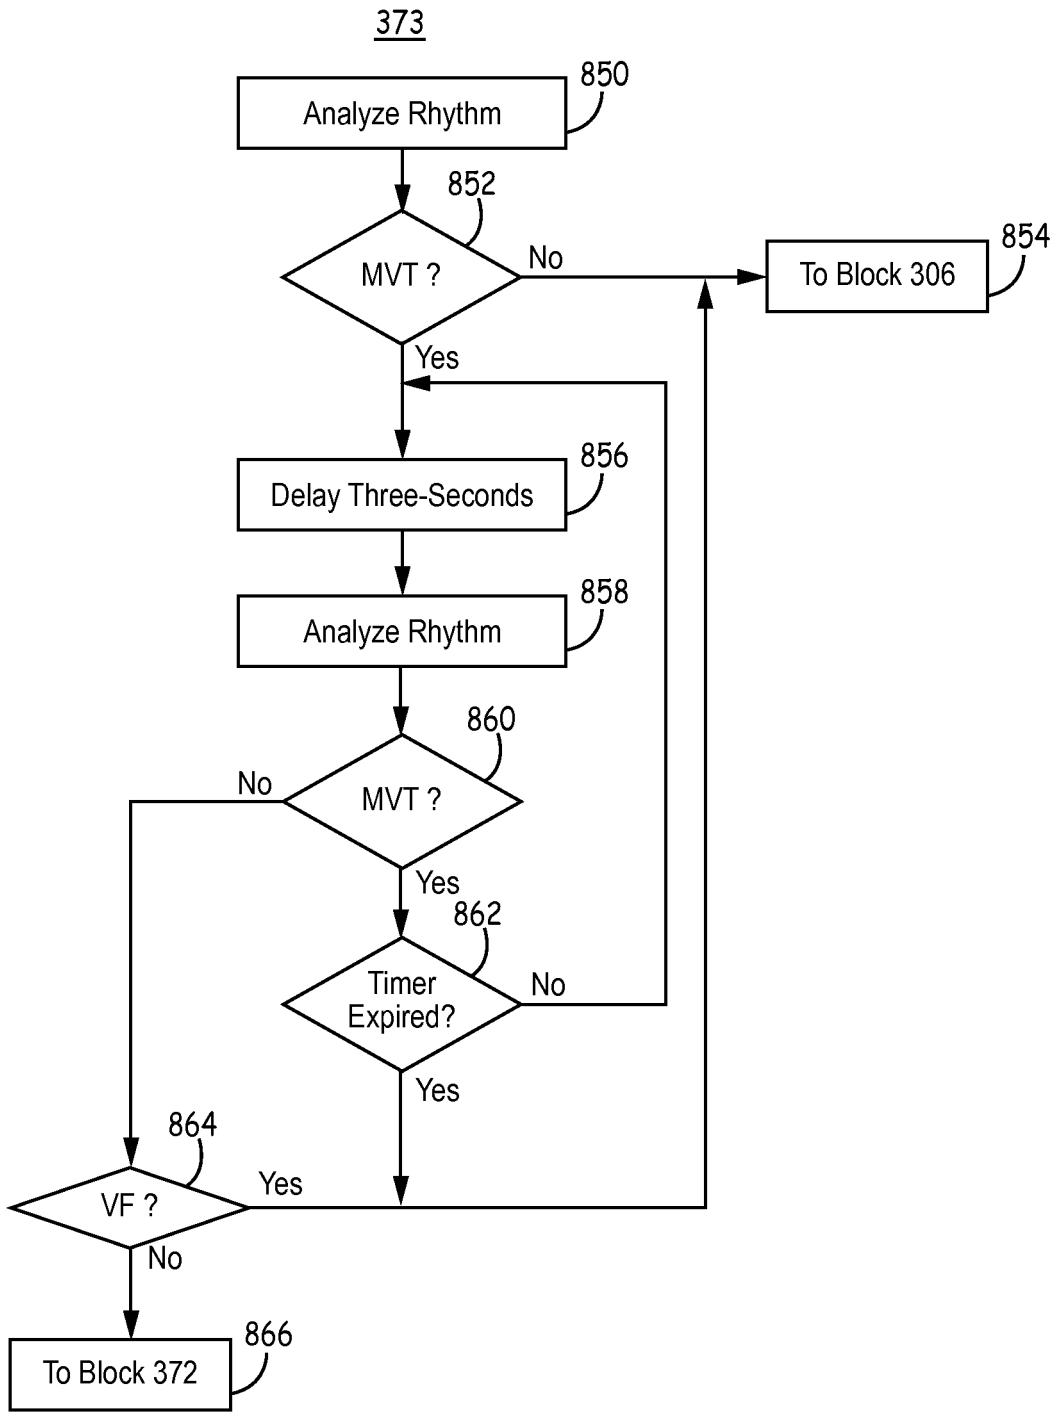 373
850
Analyze Rhythm
852
MVT ?
No
854
To Block 306
Yes
856
Delay Three-Seconds
858
Analyze Rhythm
860
No
MVT ?
Yes
862
Timer
Expired?
No
Yes
864
VF ?
Yes
No
866
To Block 372